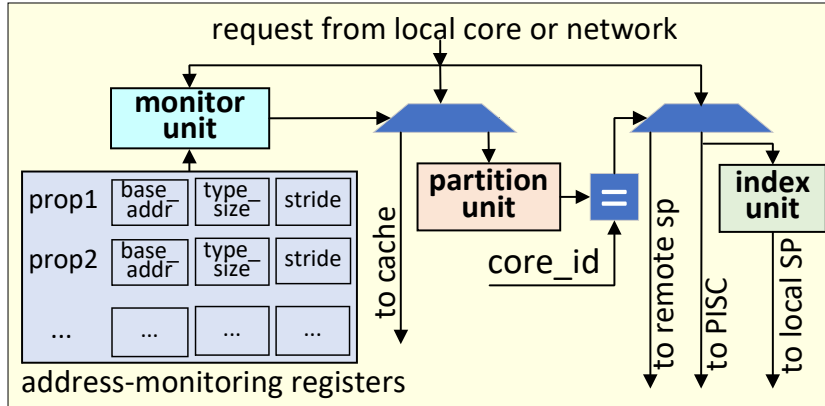 request from local core or network
monitor
unit
prop1
base_
addr
type_
size
stride
prop2
base_
addr
type_
size
stride
...
...
...
...
address-monitoring registers
to cache
partition
unit
=
core_id
index
unit
to remote sp
to PISC
to local SP